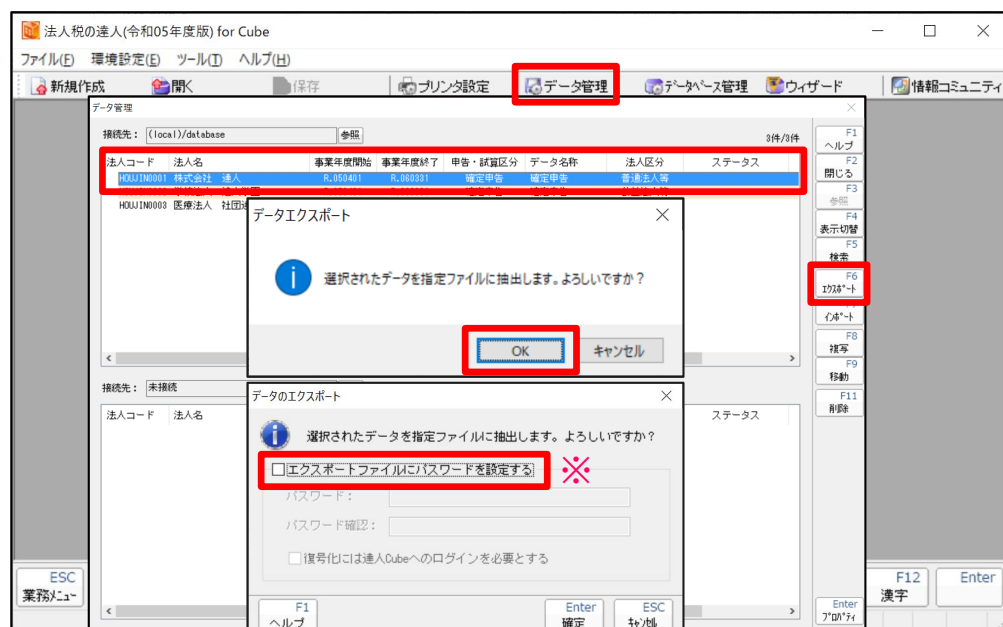 法人税の達人(令和05年度版) for Cube
ファイル(F) 環境設定(E) ツール(T) ヘルプ(H)
新規作成 開く 保存 プリンタ設定 データ管理 データベース管理 ウィザード 情報コミュニティ
データ管理
接続先： (local)/database 参照 3件/3件
法人コード 法人名 事業年度開始 事業年度終了 申告・試算区分 データ名称 法人区分 ステータス
HOUJIN0001 株式会社 達人 R.050401 R.060331 確定申告 確定申告 普通法人等
HOUJIN0003 医療法人 社団
F1
ヘルプ
F2
閉じる
F3
参照
F4
表示切替
F5
検索
F6
ｴｸｽﾎﾟｰﾄ
ｲﾝﾎﾟｰﾄ
F8
複写
F9
移動
F11
削除
データエクスポート
選択されたデータを指定ファイルに抽出します。よろしいですか？
OK キャンセル
接続先： 未接続
法人コード 法人名 ステータス
データのエクスポート
選択されたデータを指定ファイルに抽出します。よろしいですか？
エクスポートファイルにパスワードを設定する ※
パスワード：
パスワード確認：
復号化には達人Cubeへのログインを必要とする
F1
ヘルプ
Enter
確定
ESC
ｷｬﾝｾﾙ
Enter
ﾌﾟﾛﾊﾟﾃｨ
ESC
業務ﾒﾆｭｰ
F12
漢字
Enter